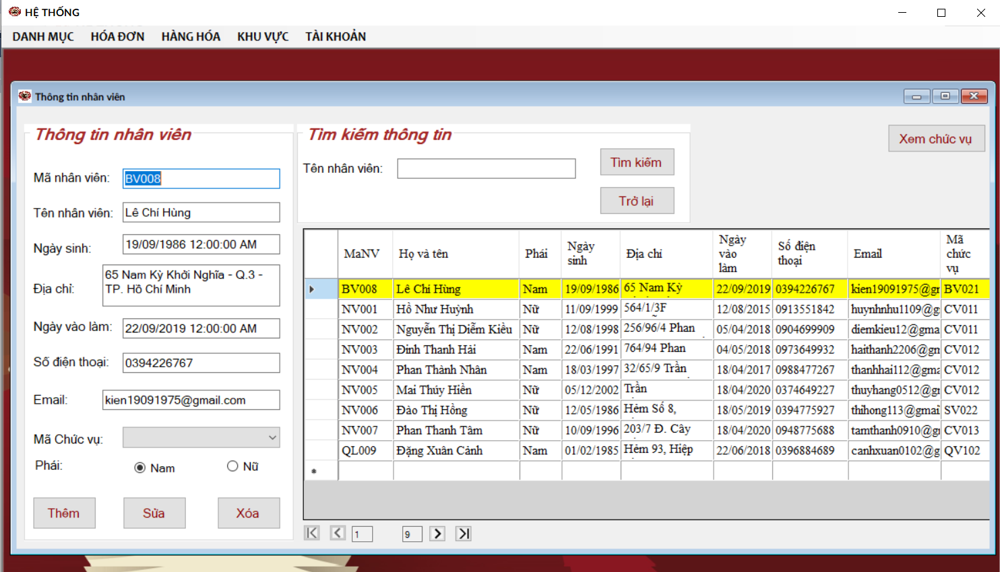 HỆ THỐNG
DANH MỤC HÓA ĐƠN HÀNG HÓA KHU VỰC TÀI KHOẢN
Thông tin nhân viên
Thông tin nhân viên
Mã nhân viên: BV008
Tên nhân viên: Lê Chí Hùng
Ngày sinh: 19/09/1986 12:00:00 AM
Địa chỉ: 65 Nam Kỳ Khởi Nghĩa - Q.3 -
TP. Hồ Chí Minh
Ngày vào làm: 22/09/2019 12:00:00 AM
Số điện thoại: 0394226767
Email: kien19091975@gmail.com
Mã Chức vụ:
Phái: Nam Nữ
Thêm Sửa Xóa
Tìm kiếm thông tin
Tên nhân viên: Tìm kiếm
Trở lại
Xem chức vụ
MaNV Họ và tên Phái Ngày sinh Địa chỉ Ngày vào làm Số điện thoại Email Mã chức vụ
BV008 Lê Chí Hùng Nam 19/09/1986 65 Nam Kỳ 22/09/2019 0394226767 kien19091975@gr BV021
NV001 Hồ Như Huỳnh Nữ 11/09/1999 564/1/3F 12/08/2015 0913551842 huynhnhu1109@g CV011
NV002 Nguyễn Thị Diễm Kiều Nữ 12/08/1998 256/96/4 Phan 05/04/2018 0904699909 diemkieu12@gma CV011
NV003 Đinh Thanh Hải Nam 22/06/1991 764/94 Phan 04/05/2018 0973649932 haithanh2206@gn CV012
NV004 Phan Thành Nhân Nam 18/03/1997 32/65/9 Trần 18/04/2017 0988477267 thanhhai112@gma CV012
NV005 Mai Thúy Hiền Nữ 05/12/2002 Trần 18/04/2020 0374649227 thuyhang0512@gr CV012
NV006 Đào Thị Hồng Nữ 12/05/1986 Hẻm Số 8, 18/05/2019 0394775927 thihong113@gmail SV022
NV007 Phan Thanh Tâm Nữ 10/09/1996 203/7 Đ. Cây 18/04/2020 0948775688 tamthanh0910@gr CV013
QL009 Đặng Xuân Cảnh Nam 01/02/1985 Hẻm 93, Hiệp 22/06/2018 0396884689 canhxuan0102@g QV102
1 9